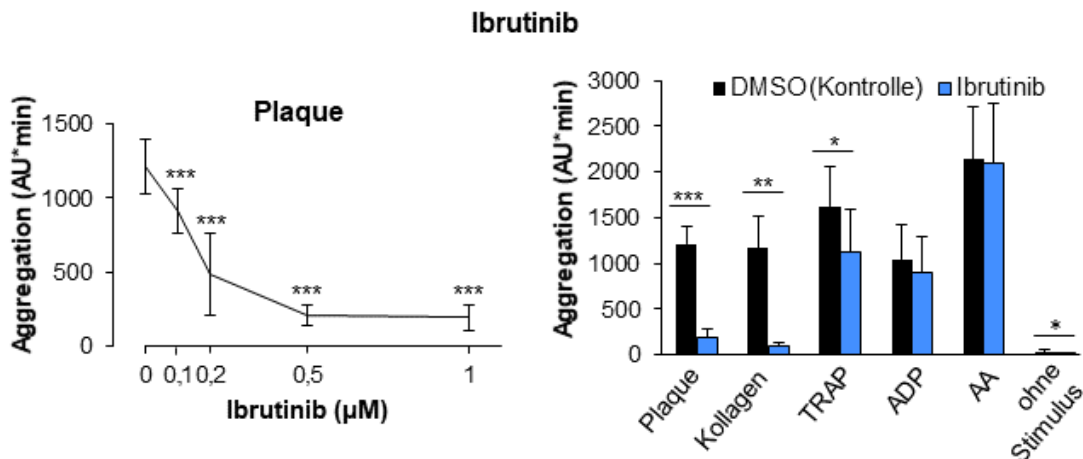 Ibrutinib
Plaque
Aggregation (AU*min)
1500
1000
500
0
***
***
***
***
0 0,1 0,2 0,5 1
Ibrutinib (µM)
DMSO(Kontrolle) Ibrutinib
Aggregation (AU*min)
3000
2500
2000
1500
1000
500
0
***
**
*
*
Plaque
Kollagen
TRAP
ADP
AA
ohne
Stimulus